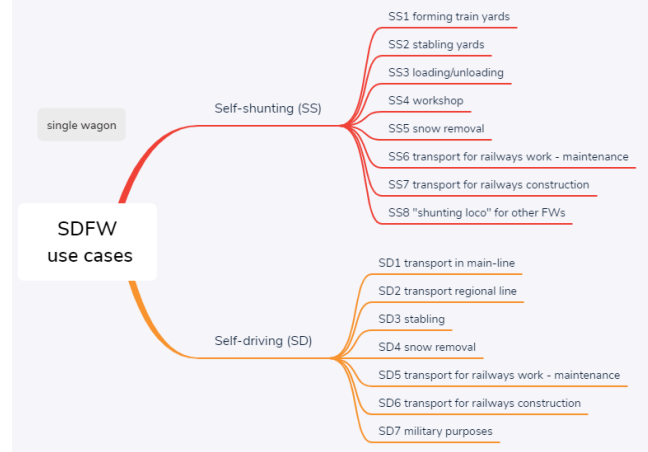 single wagon
SDFW
use cases
Self-shunting (SS)
SS1 forming train yards
SS2 stabling yards
SS3 loading/unloading
SS4 workshop
SS5 snow removal
SS6 transport for railways work - maintenance
SS7 transport for railways construction
SS8 "shunting loco" for other FWs
Self-driving (SD)
SD1 transport in main-line
SD2 transport regional line
SD3 stabling
SD4 snow removal
SD5 transport for railways work - maintenance
SD6 transport for railways construction
SD7 military purposes